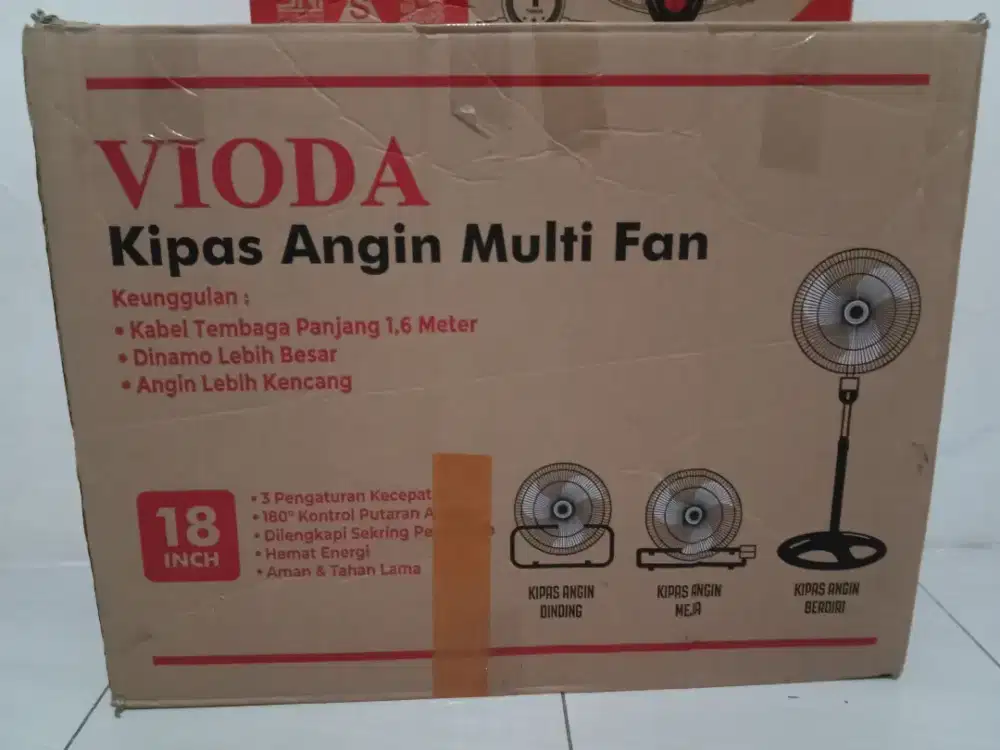 VIODA
Kipas Angin Multi Fan
Keunggulan :
• Kabel Tembaga Panjang 1,6 Meter
• Dinamo Lebih Besar
• Angin Lebih Kencang
18
INCH
• 3 Pengaturan
• 180° Kontrol Putaran
• Dilengkapi Sekring
• Hemat Energi
• Aman & Tahan Lama
KIPAS ANGIN
DINDING
KIPAS ANGIN
MEJA
KIPAS ANGIN
BERDIRI